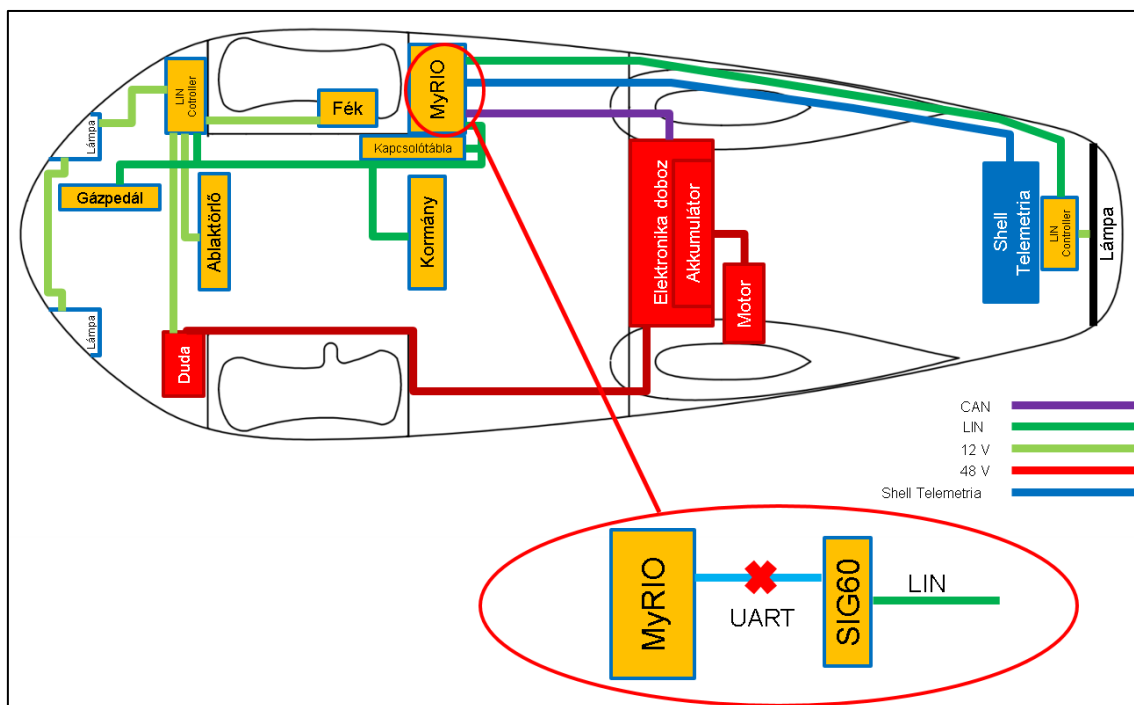 LIN
Cotroller
Fék
MyRIO
Kapcsolótábla
Lámpa
Gázpedál
Ablaktörlő
Kormány
Elektronika doboz
Akkumulátor
Motor
Shell
Telemetria
LIN
Controller
Lámpa
Lámpa
Duda
CAN
LIN
12 V
48 V
Shell Telemetria
MyRIO
UART
SIG60
LIN